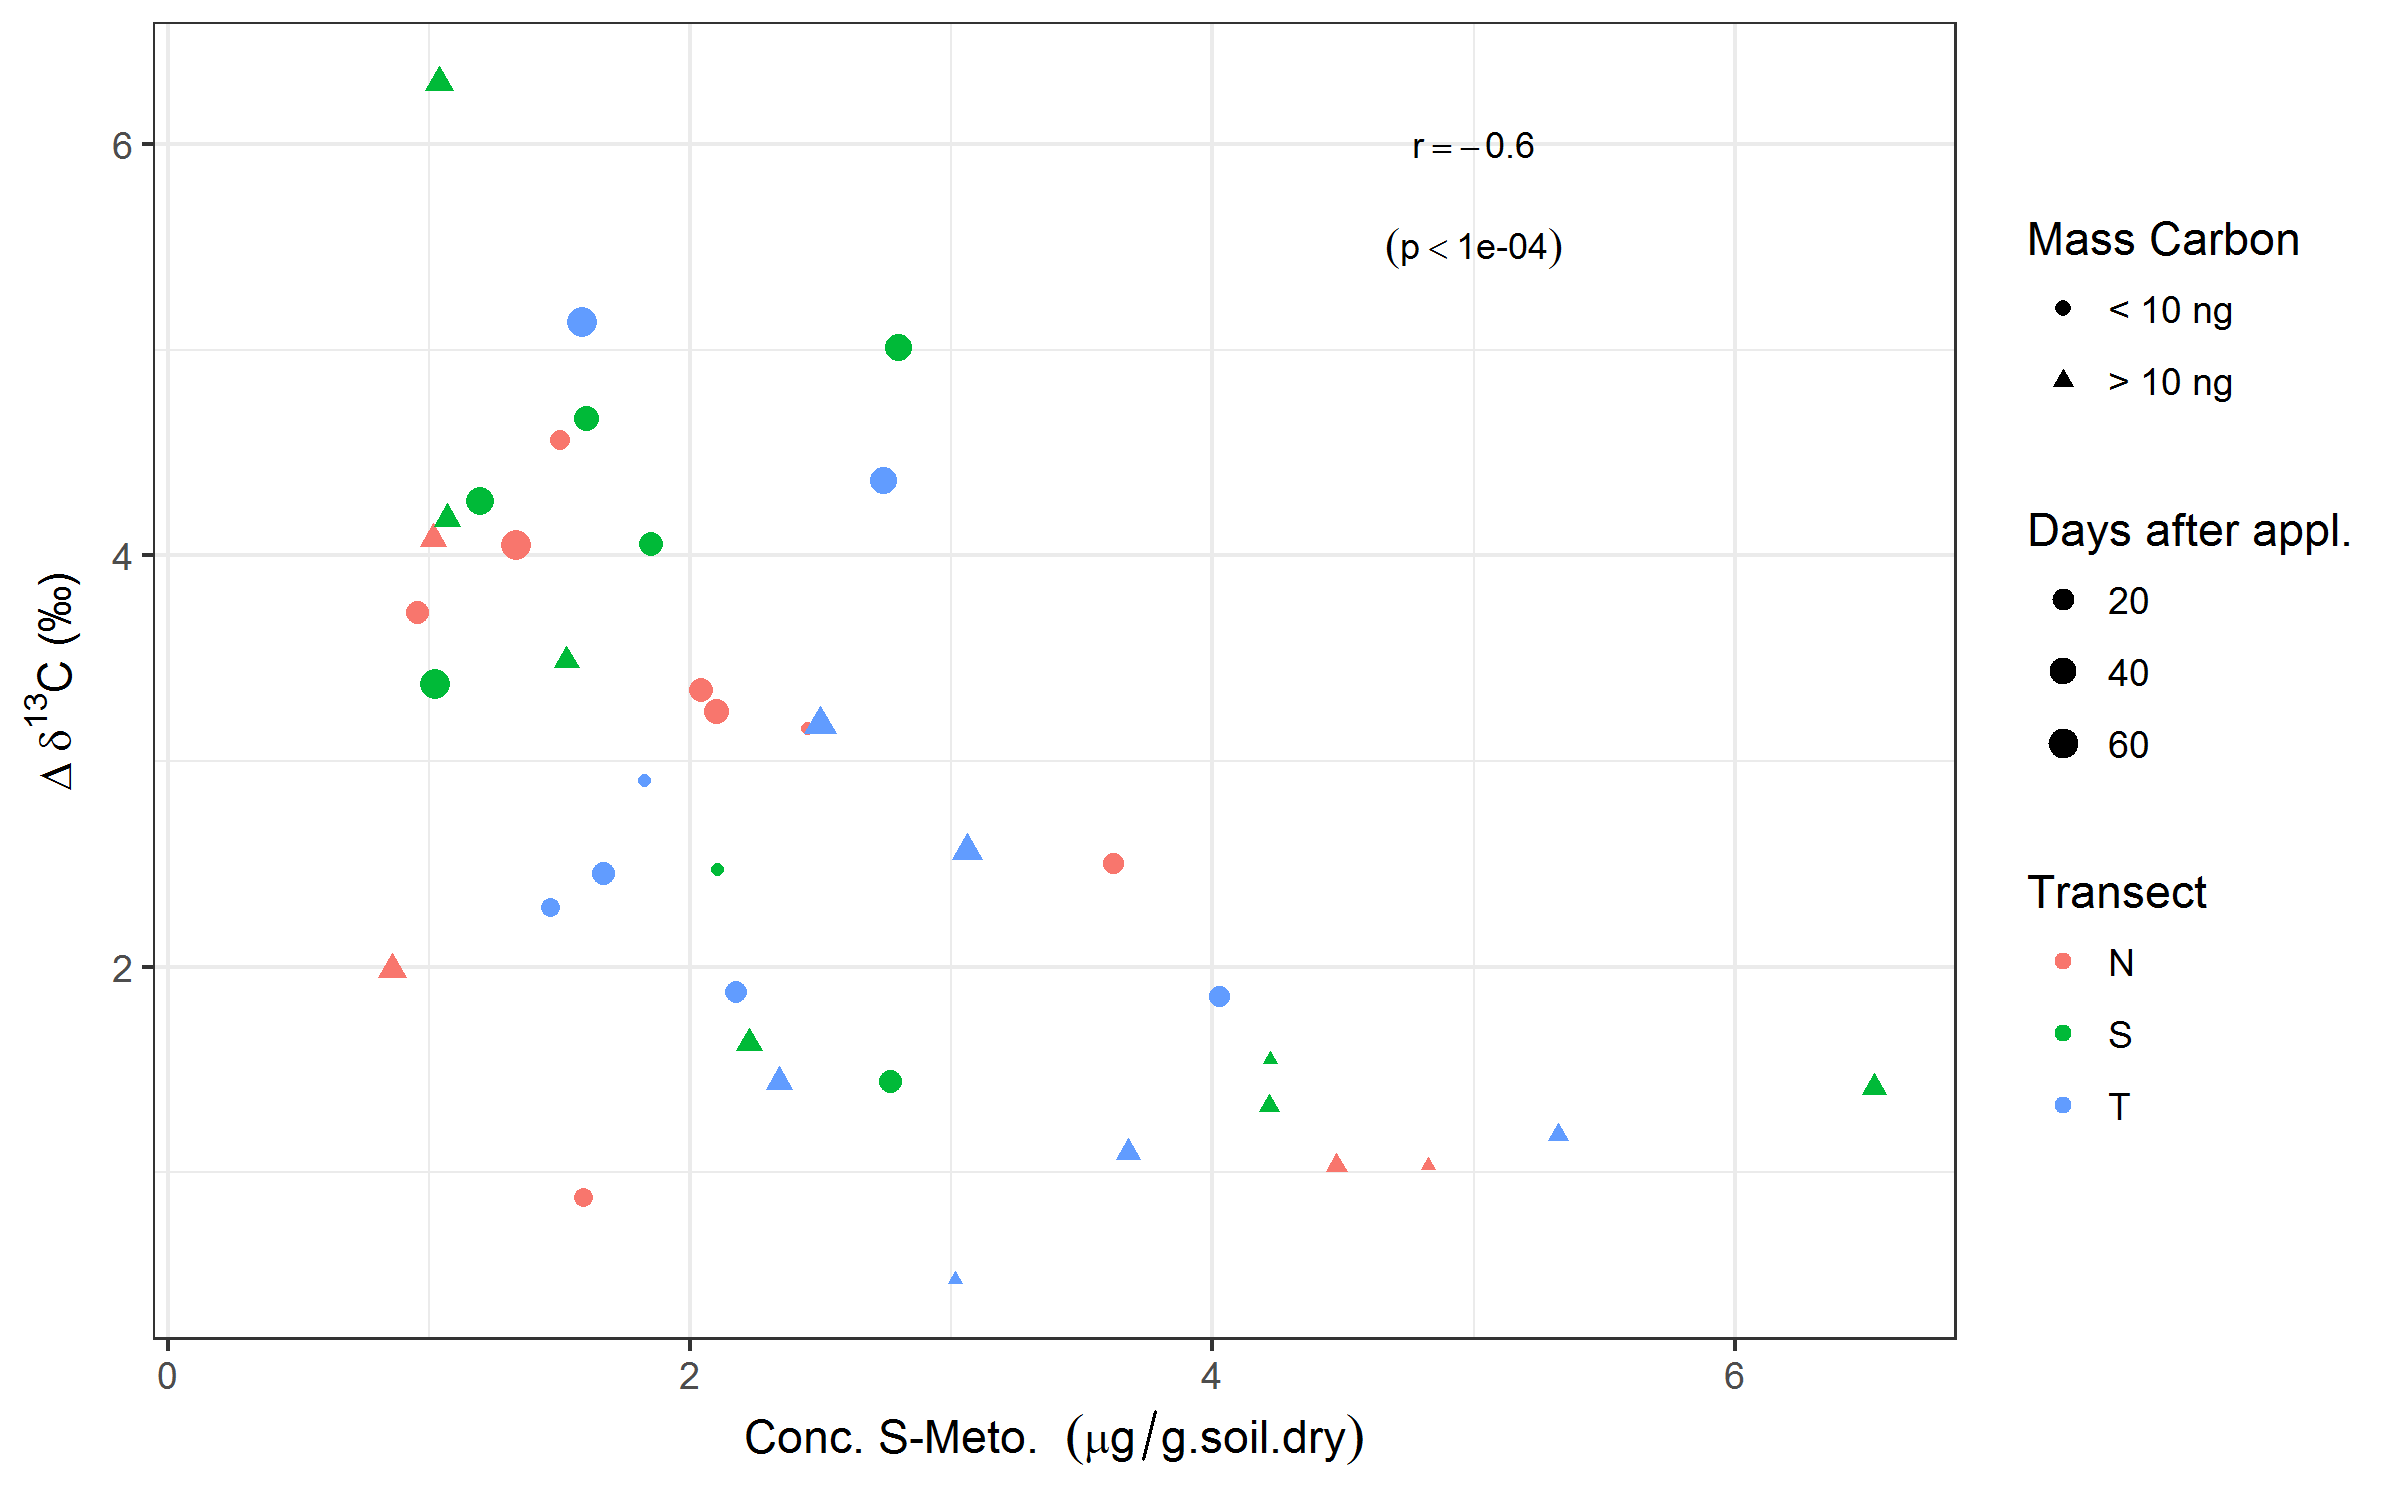 6
4
2
0
2
4
6
Δ δ¹³C (‰)
Conc. S-Meto. (μg/g.soil.dry)
r = − 0.6
(p < 1e-04)
Mass Carbon
< 10 ng
> 10 ng
Days after appl.
20
40
60
Transect
N
S
T